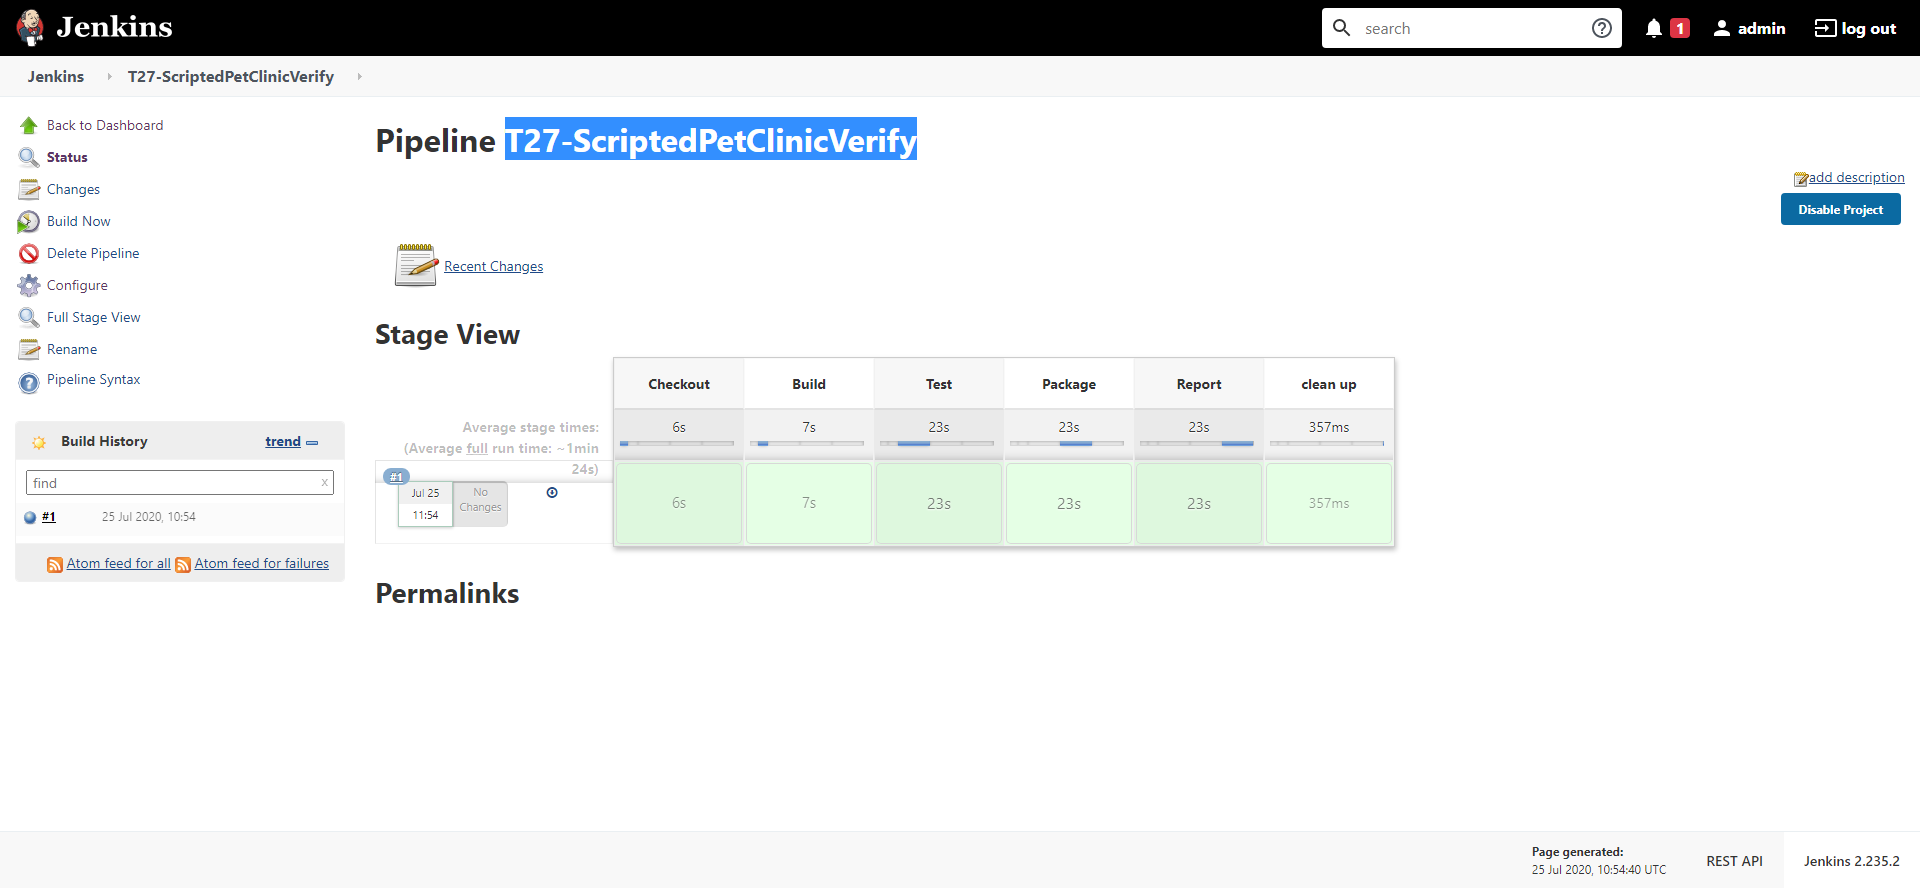 Jenkins
search
1
admin
log out
Jenkins
T27-ScriptedPetClinicVerify
Back to Dashboard
Status
Changes
Build Now
Delete Pipeline
Configure
Full Stage View
Rename
Pipeline Syntax
Build History
trend
find
x
#1
25 Jul 2020, 10:54
Atom feed for all
Atom feed for failures
Pipeline T27-ScriptedPetClinicVerify
add description
Disable Project
Recent Changes
Stage View
Checkout Build Test Package Report clean up
Average stage times:
(Average full run time: ~1min
24s)
6s 7s 23s 23s 23s 357ms
#1
Jul 25
11:54
No
Changes
6s 7s 23s 23s 23s 357ms
Permalinks
Page generated:
25 Jul 2020, 10:54:40 UTC
REST API
Jenkins 2.235.2